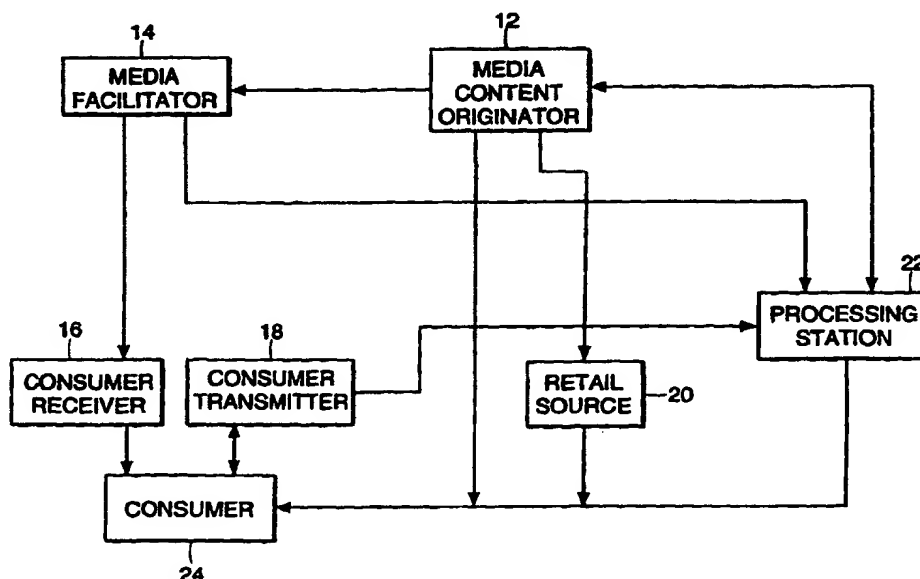 14
MEDIA
FACILITATOR
12
MEDIA
CONTENT
ORIGINATOR
22
PROCESSING
STATION
16
CONSUMER
RECEIVER
18
CONSUMER
TRANSMITTER
RETAIL
SOURCE
20
CONSUMER
24